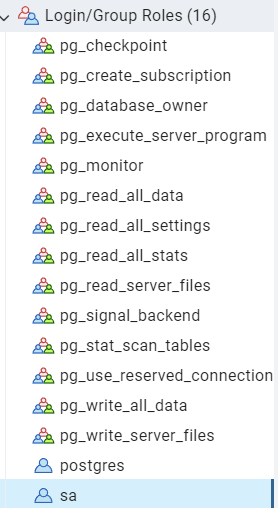 Login/Group Roles (16)
pg_checkpoint
pg_create_subscription
pg_database_owner
pg_execute_server_program
pg_monitor
pg_read_all_data
pg_read_all_settings
pg_read_all_stats
pg_read_server_files
pg_signal_backend
pg_stat_scan_tables
pg_use_reserved_connection
pg_write_all_data
pg_write_server_files
postgres
sa